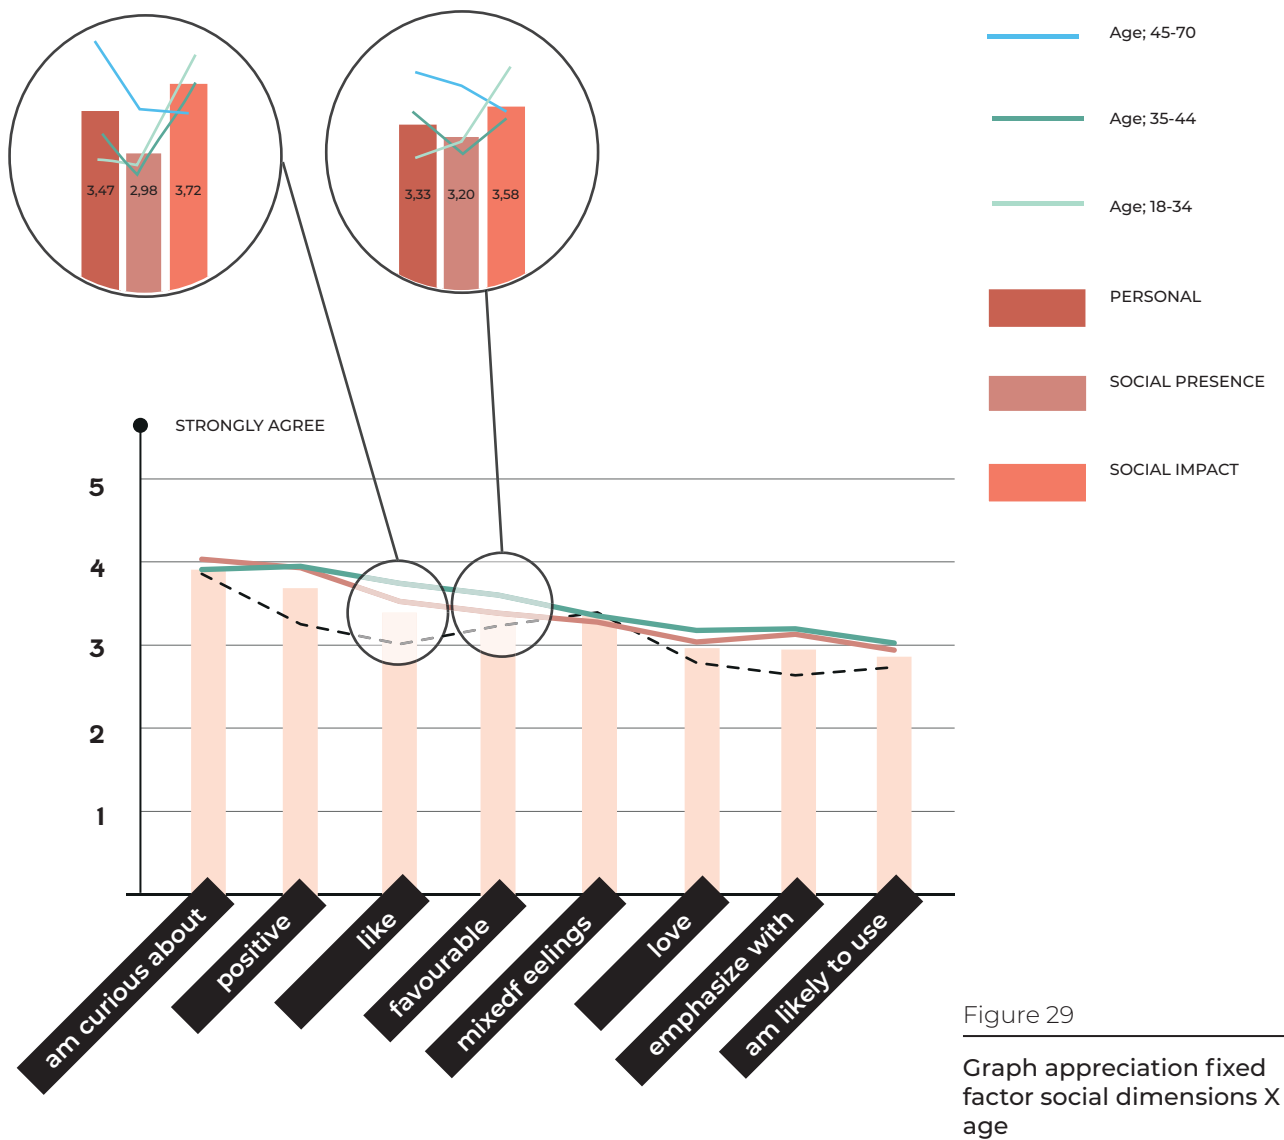 Age; 45-70
Age; 35-44
Age; 18-34
PERSONAL
SOCIAL PRESENCE
SOCIAL IMPACT
3,47 2,98 3,72
3,33 3,20 3,58
STRONGLY AGREE
5
4
3
2
1
am curious about
positive
like
favourable
mixedf eelings
love
emphasize with
am likely to use
Figure 29
Graph appreciation fixed
factor social dimensions X
age